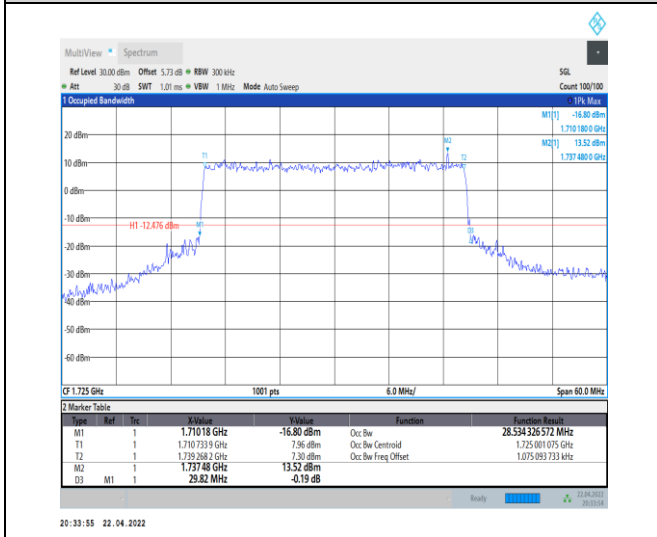 MultiView Spectrum
Ref Level 30.00 dBm Offset 5.73 dB RBW 300 kHz SGL
Att 30 dB SWT 1.01 ms VBW 1 MHz Mode Auto Sweep Count 100/100
1 Occupied Bandwidth 1Pk Max
M1[1] -16.80 dBm
1.710 180 0 GHz
M2[1] 13.52 dBm
1.737 480 0 GHz
20 dBm
M2
T1
T2
10 dBm
0 dBm
-10 dBm
H1 -12.476 dBm
M1
D3
-20 dBm
-30 dBm
-40 dBm
-50 dBm
-60 dBm
CF 1.725 GHz 1001 pts 6.0 MHz/ Span 60.0 MHz
2 Marker Table
Type Ref Trc X-Value Y-Value Function Function Result
M1 1 1.71018 GHz -16.80 dBm Occ Bw 28.534 326 572 MHz
T1 1 1.710 733 9 GHz 7.96 dBm Occ Bw Centroid 1.725 001 075 GHz
T2 1 1.739 268 2 GHz 7.30 dBm Occ Bw Freq Offset 1.075 093 733 kHz
M2 1 1.73748 GHz 13.52 dBm
D3 M1 1 29.82 MHz -0.19 dB
Ready 22.04.2022
20:33:54
20:33:55 22.04.2022